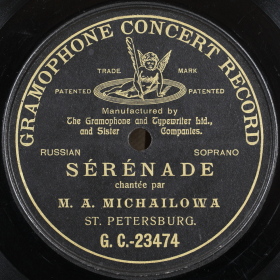 GRAMOPHONE CONCERT RECORD
TRADE MARK
PATENTED PATENTED
Manufactured by
The Gramophone and Typewriter Ltd.,
and Sister Companies.
RUSSIAN SOPRANO
SÉRÉNADE
chantée par
M. A. MICHAILOWA
ST. PETERSBURG.
G. C.-23474